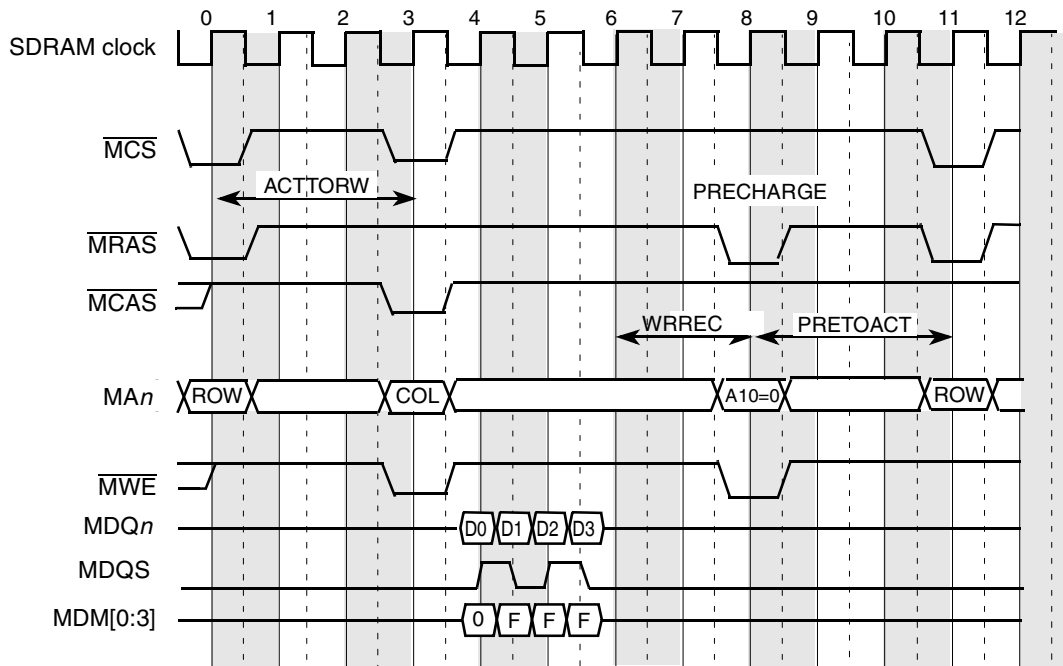 0 1 2 3 4 5 6 7 8 9 10 11 12
SDRAM clock
MCS
ACTTORW
PRECHARGE
MRAS
MCAS
WRREC PRETOACT
MAn ROW COL A10=0 ROW
MWE
MDQn D0 D1 D2 D3
MDQS
MDM[0:3] 0 F F F